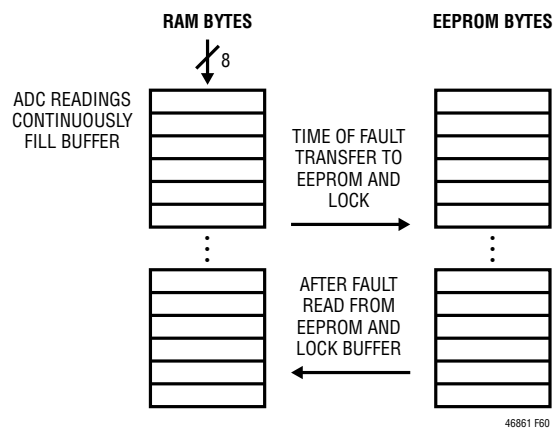 RAM BYTES
EEPROM BYTES
8
ADC READINGS
CONTINUOUSLY
FILL BUFFER
TIME OF FAULT
TRANSFER TO
EEPROM AND
LOCK
AFTER FAULT
READ FROM
EEPROM AND
LOCK BUFFER
46861 F60